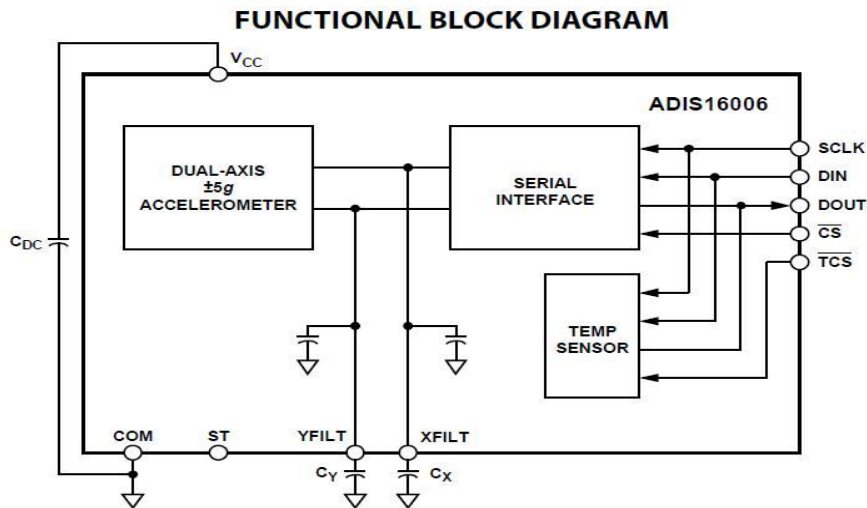 FUNCTIONAL BLOCK DIAGRAM
VCC
ADIS16006
DUAL-AXIS
±5g
ACCELEROMETER
SERIAL
INTERFACE
SCLK
DIN
DOUT
CS
TCS
CDC
TEMP
SENSOR
COM
ST
YFILT
XFILT
CY
CX